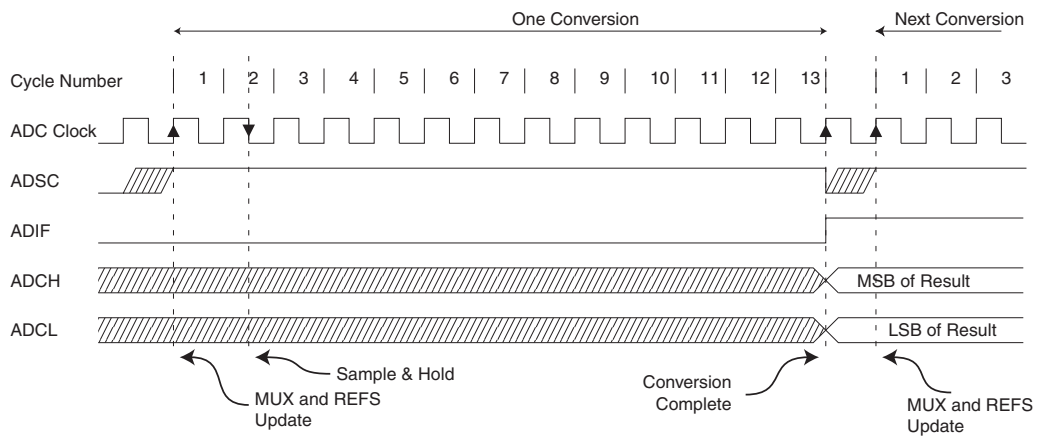 One Conversion
Next Conversion
Cycle Number 1 2 3 4 5 6 7 8 9 10 11 12 13 1 2 3
ADC Clock
ADSC
ADIF
ADCH
MSB of Result
ADCL
LSB of Result
Sample & Hold
MUX and REFS
Update
Conversion
Complete
MUX and REFS
Update